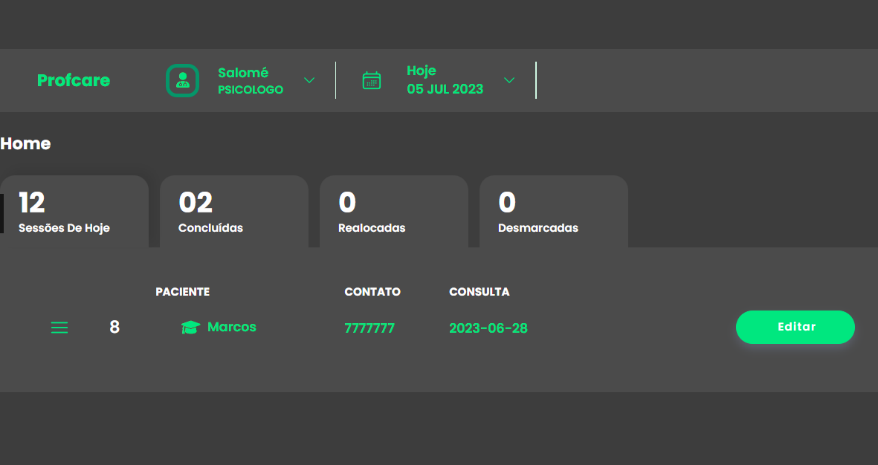 Profcare
Salomé
PSICOLOGO
Hoje
05 JUL 2023
Home
12
Sessões De Hoje
02
Concluídas
0
Realocadas
0
Desmarcadas
PACIENTE CONTATO CONSULTA
8 Marcos 7777777 2023-06-28 Editar